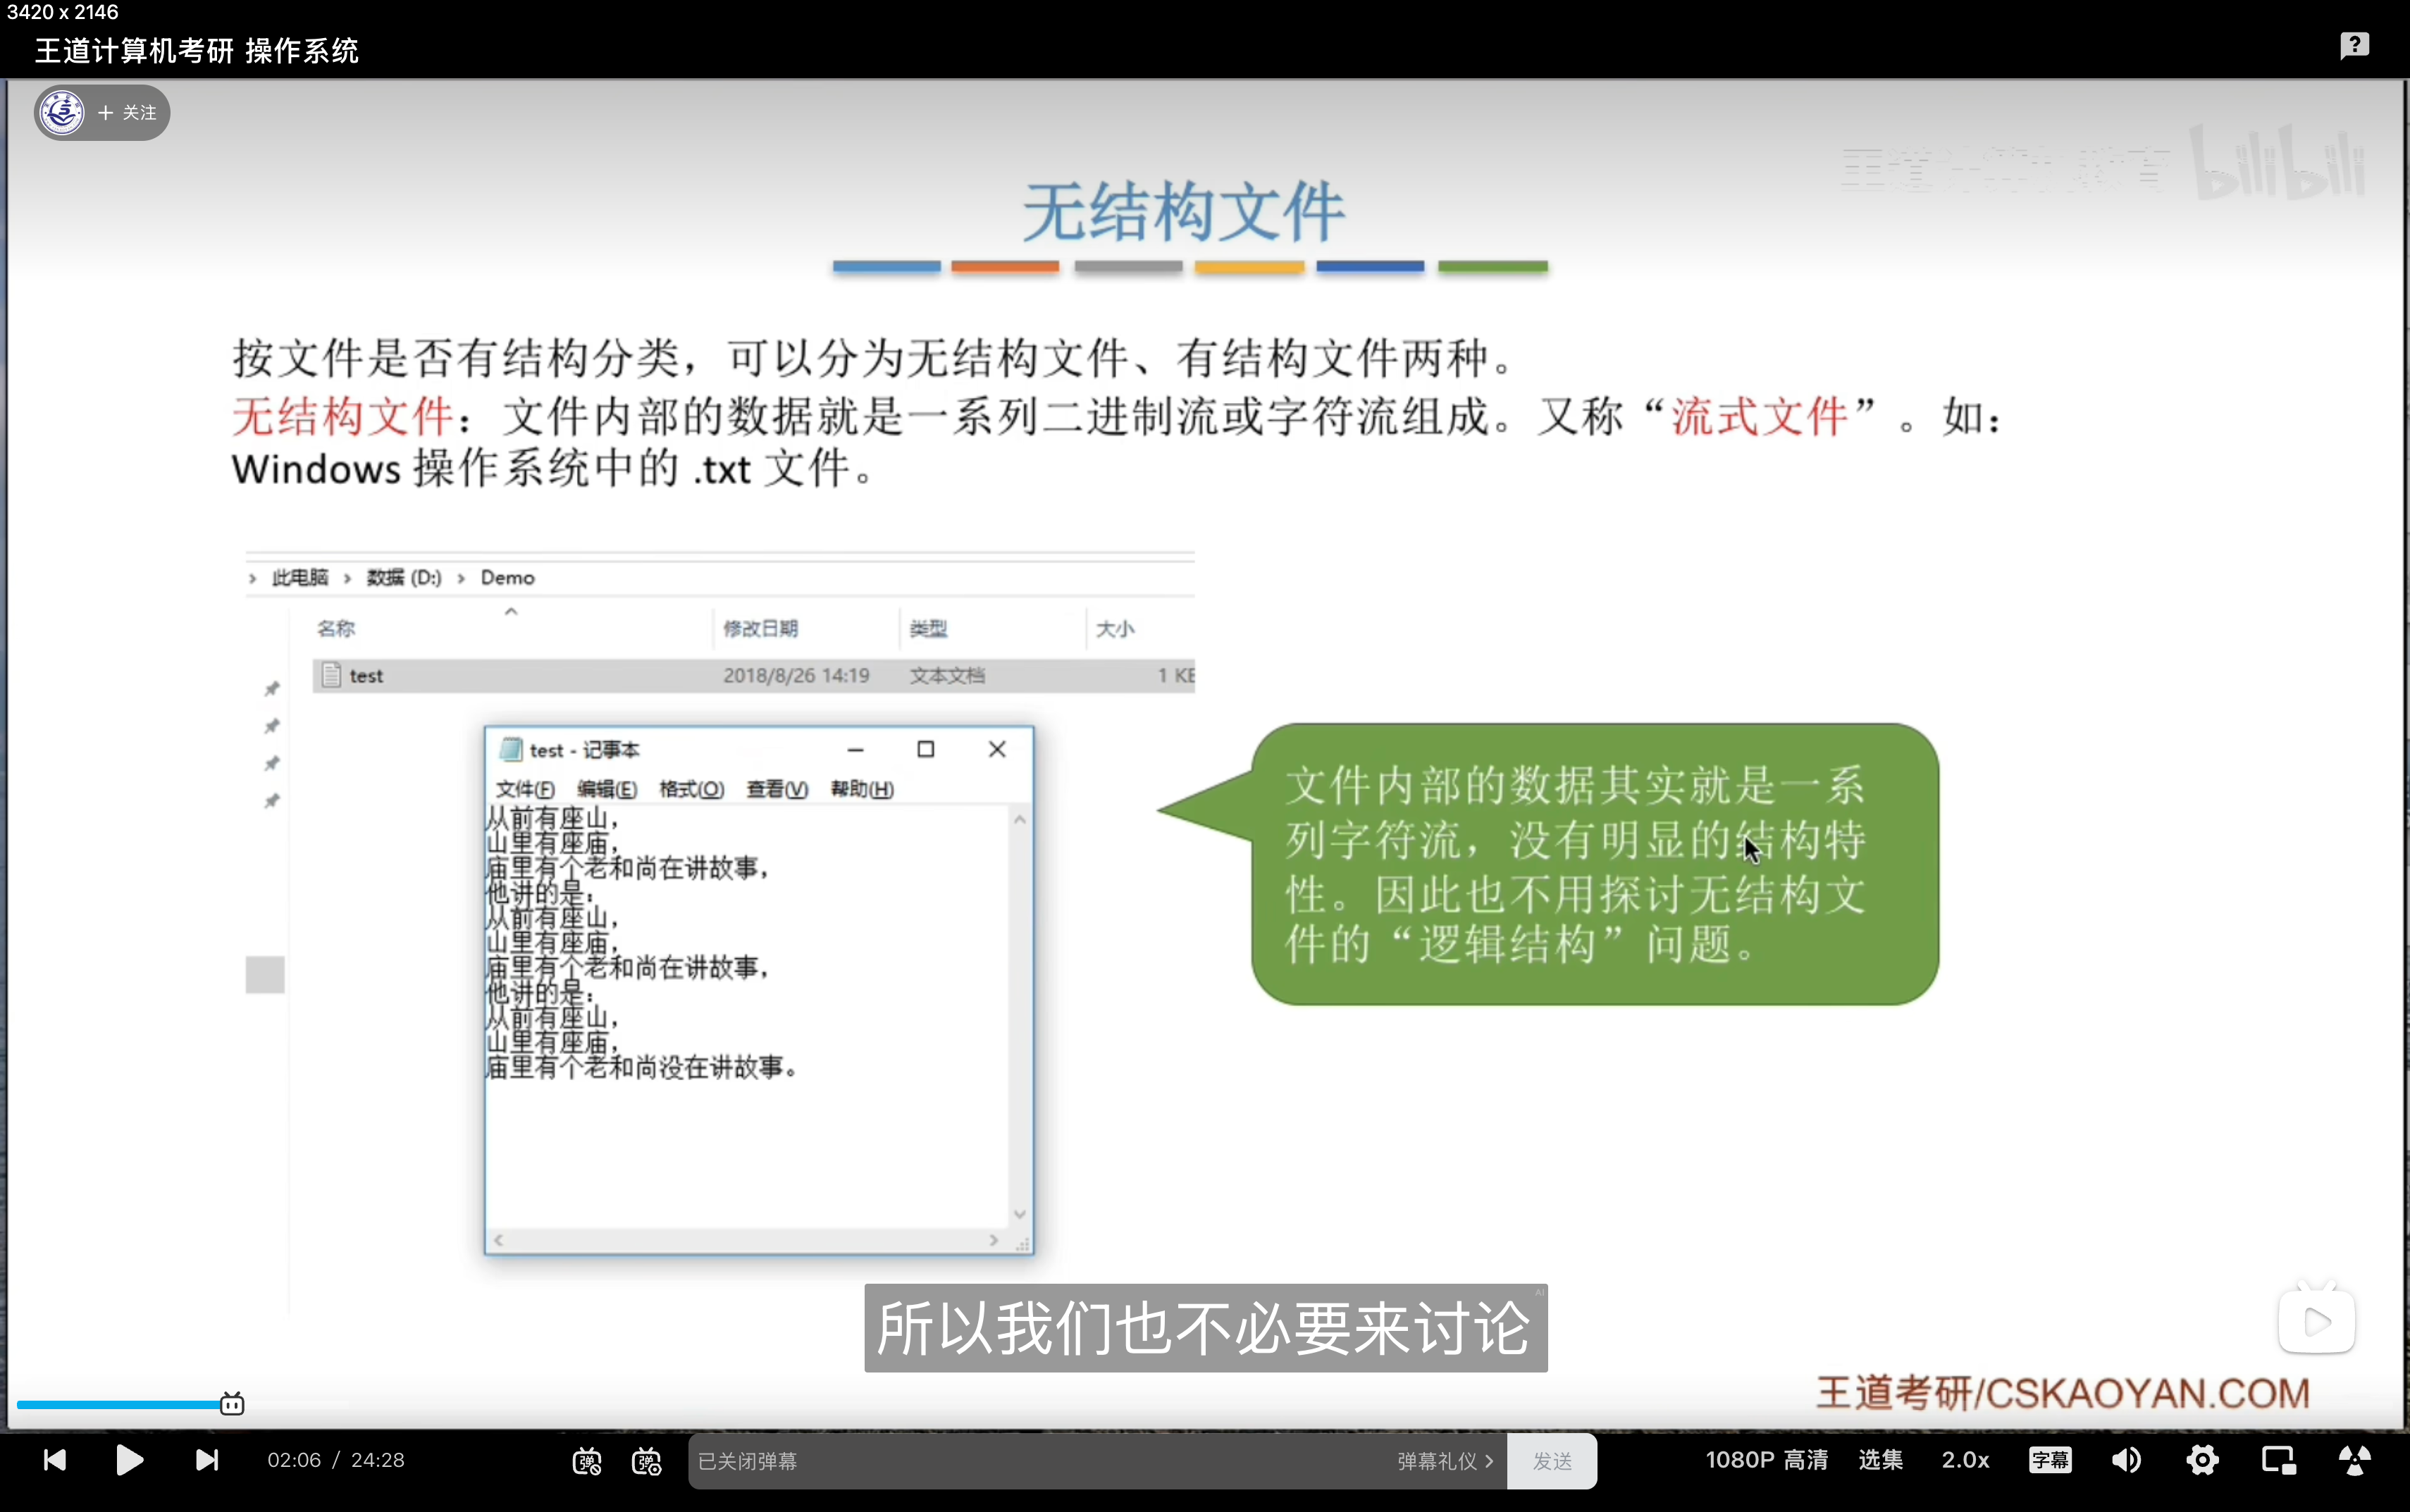 3420 x 2146
王道计算机考研 操作系统
+ 关注
bilibili
无结构文件
按文件是否有结构分类，可以分为无结构文件、有结构文件两种。
无结构文件：文件内部的数据就是一系列二进制流或字符流组成。又称“流式文件”。如：
Windows 操作系统中的 .txt 文件。
此电脑 › 数据 (D:) › Demo
名称 修改日期 类型 大小
test 2018/8/26 14:19 文本文档 1 KB
test - 记事本
文件(F) 编辑(E) 格式(O) 查看(V) 帮助(H)
从前有座山，
山里有座庙，
庙里有个老和尚在讲故事，
他讲的是：
从前有座山，
山里有座庙，
庙里有个老和尚在讲故事，
他讲的是：
从前有座山，
山里有座庙，
庙里有个老和尚没在讲故事。
文件内部的数据其实就是一系
列字符流，没有明显的结构特
性。因此也不用探讨无结构文
件的“逻辑结构”问题。
所以我们也不必要来讨论
AI
王道考研/CSKAOYAN.COM
02:06 / 24:28
弹
弹
已关闭弹幕
弹幕礼仪 ›
发送
1080P 高清
选集
2.0x
字幕